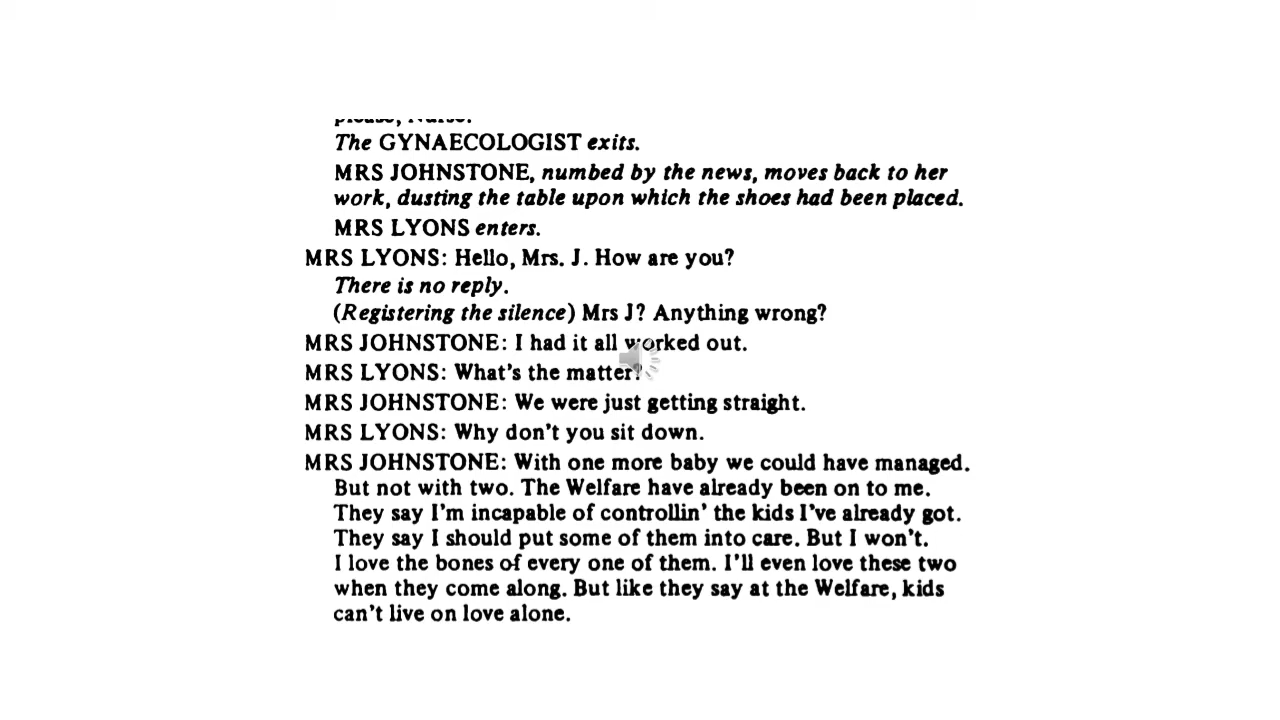 The GYNAECOLOGIST exits.
MRS JOHNSTONE, numbed by the news, moves back to her
work, dusting the table upon which the shoes had been placed.
MRS LYONS enters.
MRS LYONS: Hello, Mrs. J. How are you?
There is no reply.
(Registering the silence) Mrs J? Anything wrong?
MRS JOHNSTONE: I had it all worked out.
MRS LYONS: What's the matter?
MRS JOHNSTONE: We were just getting straight.
MRS LYONS: Why don't you sit down.
MRS JOHNSTONE: With one more baby we could have managed.
But not with two. The Welfare have already been on to me.
They say I'm incapable of controllin' the kids I've already got.
They say I should put some of them into care. But I won't.
I love the bones of every one of them. I'll even love these two
when they come along. But like they say at the Welfare, kids
can't live on love alone.